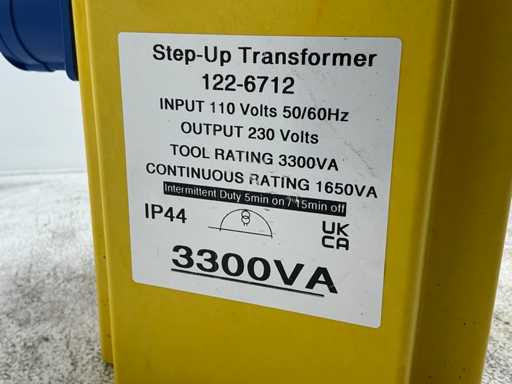 Step-Up Transformer
122-6712
INPUT 110 Volts 50/60Hz
OUTPUT 230 Volts
TOOL RATING 3300VA
CONTINUOUS RATING 1650VA
Intermittent Duty 5min on / 15min off
IP44
UK
CA
3300VA